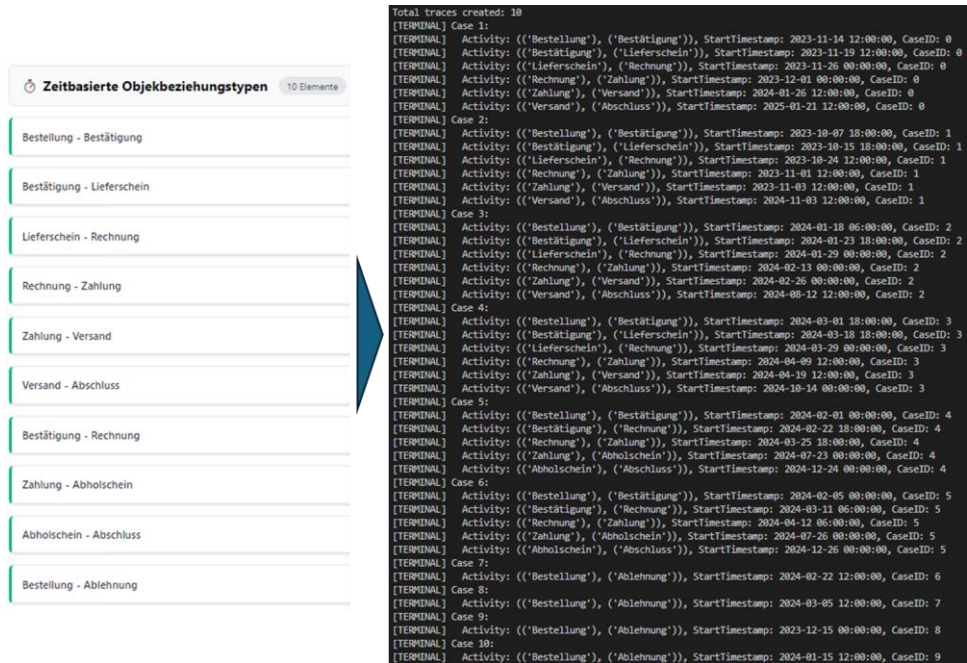 Zeitbasierte Objekbeziehungstypen 10 Elemente
Bestellung - Bestätigung
Bestätigung - Lieferschein
Lieferschein - Rechnung
Rechnung - Zahlung
Zahlung - Versand
Versand - Abschluss
Bestätigung - Rechnung
Zahlung - Abholschein
Abholschein - Abschluss
Bestellung - Ablehnung
Total traces created: 10
[TERMINAL] Case 1:
[TERMINAL] Activity: (('Bestellung'), ('Bestätigung')), StartTimestamp: 2023-11-14 12:00:00, CaseID: 0
[TERMINAL] Activity: (('Bestätigung'), ('Lieferschein')), StartTimestamp: 2023-11-19 12:00:00, CaseID: 0
[TERMINAL] Activity: (('Lieferschein'), ('Rechnung')), StartTimestamp: 2023-11-26 00:00:00, CaseID: 0
[TERMINAL] Activity: (('Rechnung'), ('Zahlung')), StartTimestamp: 2023-12-01 00:00:00, CaseID: 0
[TERMINAL] Activity: (('Zahlung'), ('Versand')), StartTimestamp: 2024-01-26 12:00:00, CaseID: 0
[TERMINAL] Activity: (('Versand'), ('Abschluss')), StartTimestamp: 2025-01-21 12:00:00, CaseID: 0
[TERMINAL] Case 2:
[TERMINAL] Activity: (('Bestellung'), ('Bestätigung')), StartTimestamp: 2023-10-07 18:00:00, CaseID: 1
[TERMINAL] Activity: (('Bestätigung'), ('Lieferschein')), StartTimestamp: 2023-10-15 18:00:00, CaseID: 1
[TERMINAL] Activity: (('Lieferschein'), ('Rechnung')), StartTimestamp: 2023-10-24 12:00:00, CaseID: 1
[TERMINAL] Activity: (('Rechnung'), ('Zahlung')), StartTimestamp: 2023-11-01 12:00:00, CaseID: 1
[TERMINAL] Activity: (('Zahlung'), ('Versand')), StartTimestamp: 2023-11-03 12:00:00, CaseID: 1
[TERMINAL] Activity: (('Versand'), ('Abschluss')), StartTimestamp: 2024-11-03 12:00:00, CaseID: 1
[TERMINAL] Case 3:
[TERMINAL] Activity: (('Bestellung'), ('Bestätigung')), StartTimestamp: 2024-01-18 06:00:00, CaseID: 2
[TERMINAL] Activity: (('Bestätigung'), ('Lieferschein')), StartTimestamp: 2024-01-23 18:00:00, CaseID: 2
[TERMINAL] Activity: (('Lieferschein'), ('Rechnung')), StartTimestamp: 2024-01-29 00:00:00, CaseID: 2
[TERMINAL] Activity: (('Rechnung'), ('Zahlung')), StartTimestamp: 2024-02-13 00:00:00, CaseID: 2
[TERMINAL] Activity: (('Zahlung'), ('Versand')), StartTimestamp: 2024-02-26 00:00:00, CaseID: 2
[TERMINAL] Activity: (('Versand'), ('Abschluss')), StartTimestamp: 2024-08-12 12:00:00, CaseID: 2
[TERMINAL] Case 4:
[TERMINAL] Activity: (('Bestellung'), ('Bestätigung')), StartTimestamp: 2024-03-01 18:00:00, CaseID: 3
[TERMINAL] Activity: (('Bestätigung'), ('Lieferschein')), StartTimestamp: 2024-03-18 18:00:00, CaseID: 3
[TERMINAL] Activity: (('Lieferschein'), ('Rechnung')), StartTimestamp: 2024-03-29 00:00:00, CaseID: 3
[TERMINAL] Activity: (('Rechnung'), ('Zahlung')), StartTimestamp: 2024-04-09 12:00:00, CaseID: 3
[TERMINAL] Activity: (('Zahlung'), ('Versand')), StartTimestamp: 2024-04-19 12:00:00, CaseID: 3
[TERMINAL] Activity: (('Versand'), ('Abschluss')), StartTimestamp: 2024-10-14 00:00:00, CaseID: 3
[TERMINAL] Case 5:
[TERMINAL] Activity: (('Bestellung'), ('Bestätigung')), StartTimestamp: 2024-02-01 00:00:00, CaseID: 4
[TERMINAL] Activity: (('Bestätigung'), ('Rechnung')), StartTimestamp: 2024-02-22 18:00:00, CaseID: 4
[TERMINAL] Activity: (('Rechnung'), ('Zahlung')), StartTimestamp: 2024-03-25 18:00:00, CaseID: 4
[TERMINAL] Activity: (('Zahlung'), ('Abholschein')), StartTimestamp: 2024-07-23 00:00:00, CaseID: 4
[TERMINAL] Activity: (('Abholschein'), ('Abschluss')), StartTimestamp: 2024-12-24 00:00:00, CaseID: 4
[TERMINAL] Case 6:
[TERMINAL] Activity: (('Bestellung'), ('Bestätigung')), StartTimestamp: 2024-02-05 00:00:00, CaseID: 5
[TERMINAL] Activity: (('Bestätigung'), ('Rechnung')), StartTimestamp: 2024-03-11 06:00:00, CaseID: 5
[TERMINAL] Activity: (('Rechnung'), ('Zahlung')), StartTimestamp: 2024-04-12 06:00:00, CaseID: 5
[TERMINAL] Activity: (('Zahlung'), ('Abholschein')), StartTimestamp: 2024-07-26 00:00:00, CaseID: 5
[TERMINAL] Activity: (('Abholschein'), ('Abschluss')), StartTimestamp: 2024-12-26 00:00:00, CaseID: 5
[TERMINAL] Case 7:
[TERMINAL] Activity: (('Bestellung'), ('Ablehnung')), StartTimestamp: 2024-02-22 12:00:00, CaseID: 6
[TERMINAL] Case 8:
[TERMINAL] Activity: (('Bestellung'), ('Ablehnung')), StartTimestamp: 2024-03-05 12:00:00, CaseID: 7
[TERMINAL] Case 9:
[TERMINAL] Activity: (('Bestellung'), ('Ablehnung')), StartTimestamp: 2023-12-15 00:00:00, CaseID: 8
[TERMINAL] Case 10:
[TERMINAL] Activity: (('Bestellung'), ('Ablehnung')), StartTimestamp: 2024-01-15 12:00:00, CaseID: 9